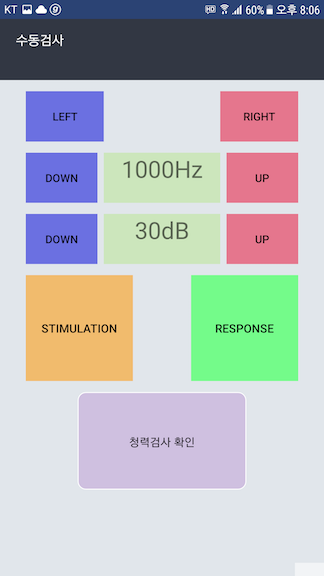 KT 60% 오후 8:06
수동검사
LEFT RIGHT
DOWN 1000Hz UP
DOWN 30dB UP
STIMULATION RESPONSE
청력검사 확인